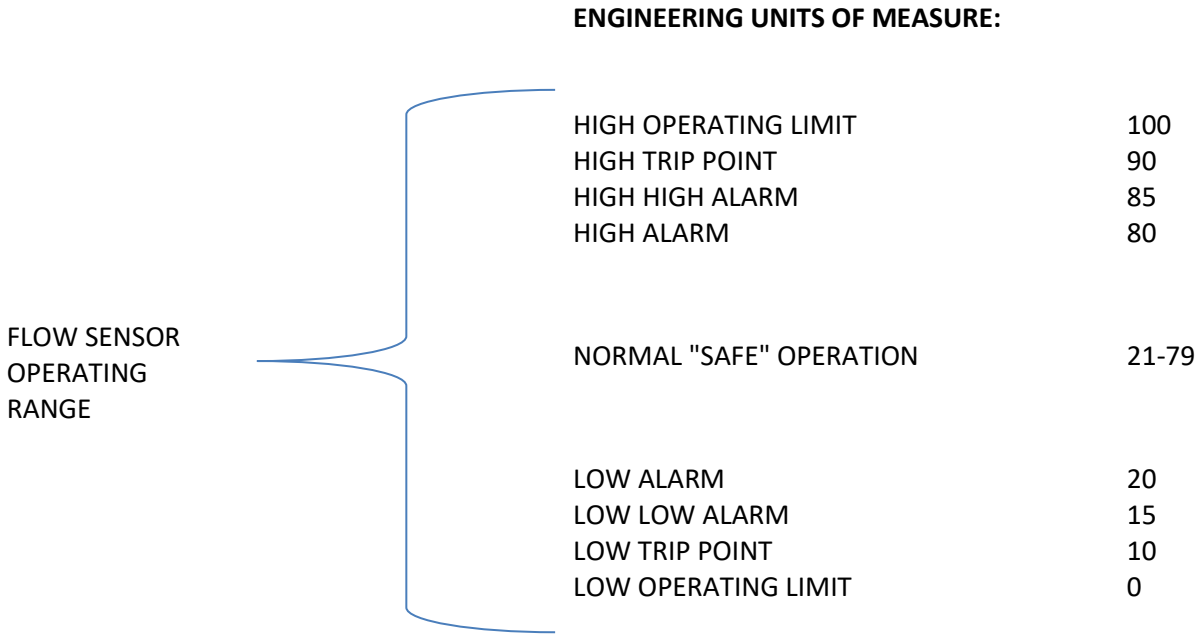 ENGINEERING UNITS OF MEASURE:
HIGH OPERATING LIMIT 100
HIGH TRIP POINT 90
HIGH HIGH ALARM 85
HIGH ALARM 80
FLOW SENSOR
OPERATING
RANGE
NORMAL "SAFE" OPERATION 21-79
LOW ALARM 20
LOW LOW ALARM 15
LOW TRIP POINT 10
LOW OPERATING LIMIT 0